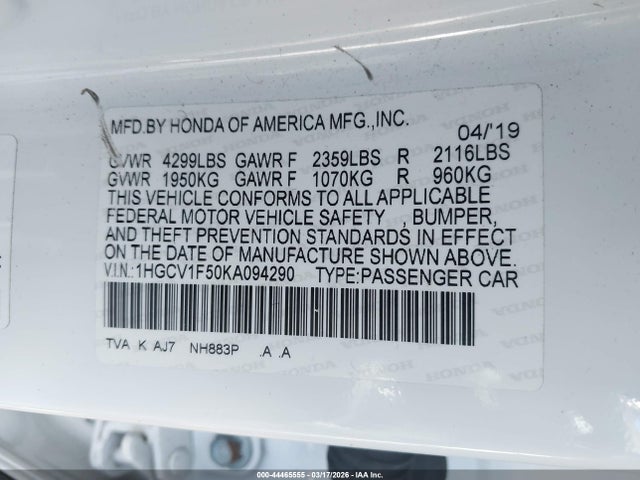 MFD.BY HONDA OF AMERICA MFG.,INC. 04/'19
GVWR 4299LBS GAWR F 2359LBS R 2116LBS
GVWR 1950KG GAWR F 1070KG R 960KG
THIS VEHICLE CONFORMS TO ALL APPLICABLE
FEDERAL MOTOR VEHICLE SAFETY , BUMPER,
AND THEFT PREVENTION STANDARDS IN EFFECT
ON THE DATE OF MANUFACTURE SHOWN ABOVE.
V.I.N.:1HGCV1F50KA094290 TYPE:PASSENGER CAR
TVA K AJ7 NH883P .A .A
000-44465555 | 03/17/2026 | IAA Inc.